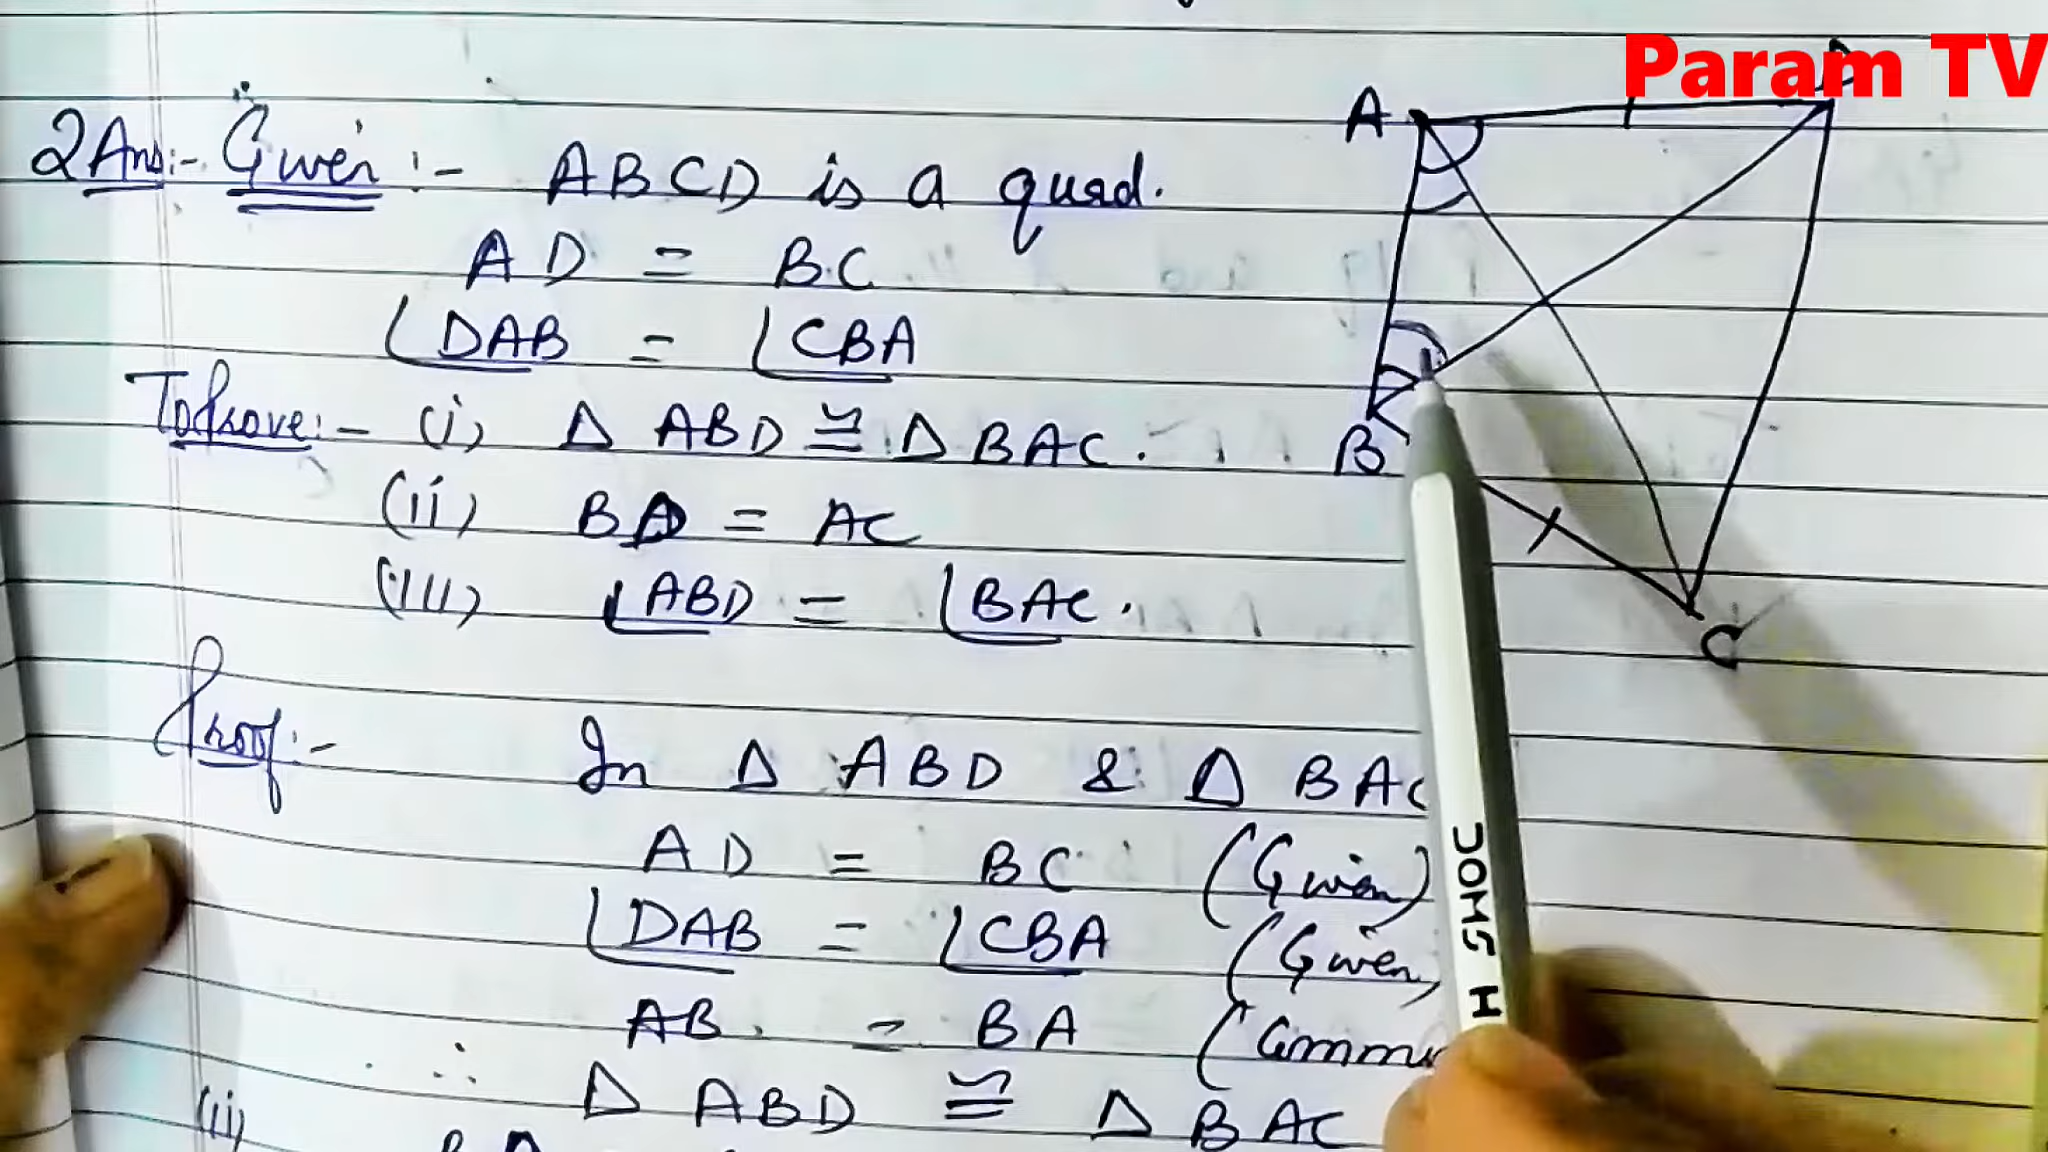 Param TV
2Ans:- Given :- ABCD is a quad.
AD = BC
∠DAB = ∠CBA
To Prove:- (i) Δ ABD ≅ Δ BAC.
(ii) BD = AC
(iii) ∠ABD = ∠BAC.
Proof:- In Δ ABD & Δ BAC
AD = BC (Given)
∠DAB = ∠CBA (Given)
AB = BA (Commo
∴ Δ ABD ≅ Δ BAC
(ii)
A
D
B
C
DOMS H